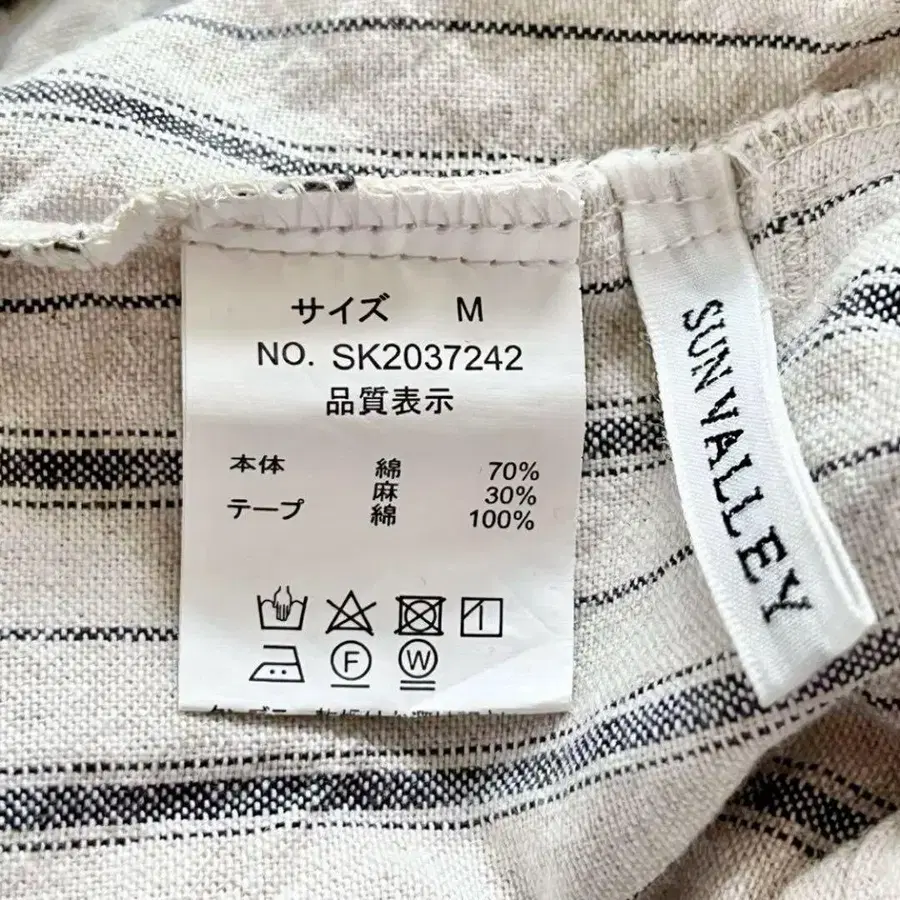 サイズ M
NO. SK2037242
品質表示
本体 綿 70%
麻 30%
テープ 綿 100%
F W
SUN VALLEY